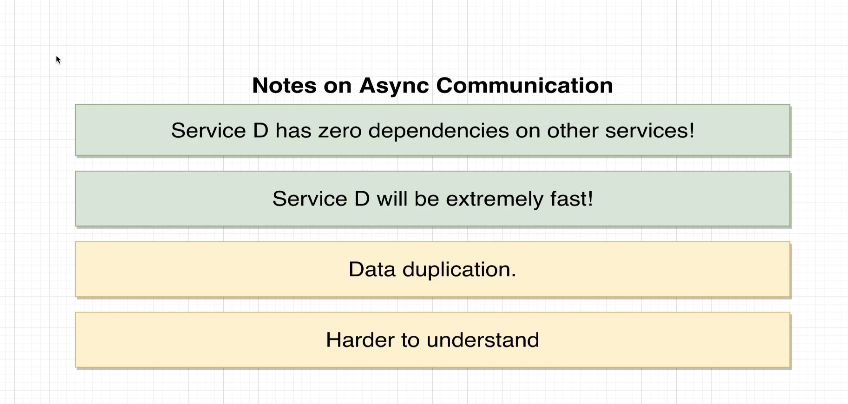 Notes on Async Communication
Service D has zero dependencies on other services!
Service D will be extremely fast!
Data duplication.
Harder to understand